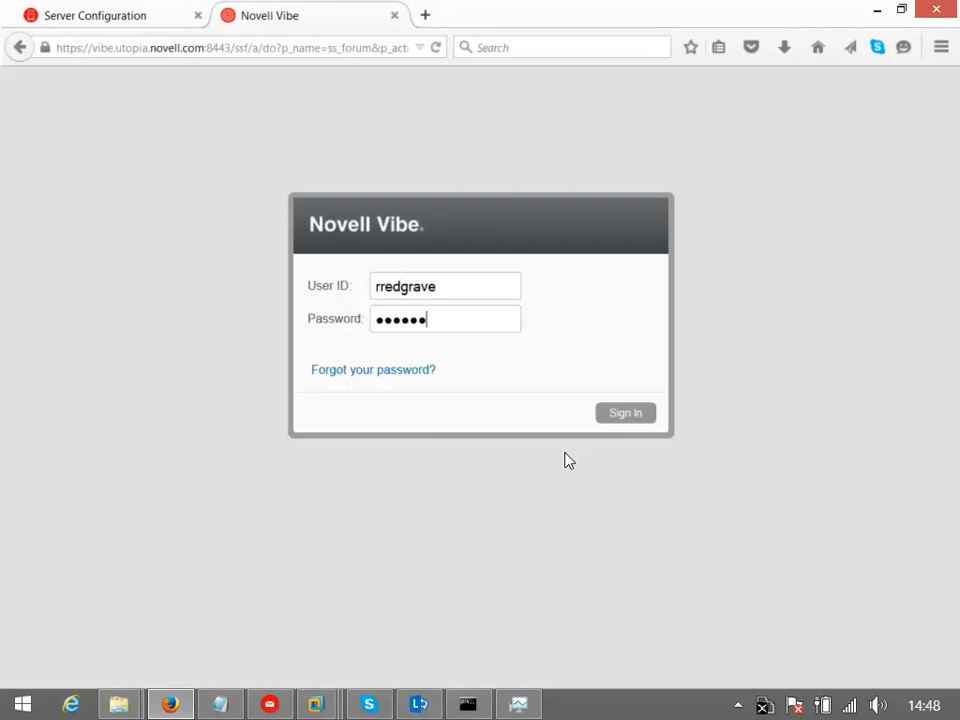 Server Configuration
Novell Vibe
https://vibe.utopia.novell.com:8443/ssf/a/do?p_name=ss_forum&p_acti
Search
Novell Vibe.
User ID: rredgrave
Password: ●●●●●●
Forgot your password?
Sign In
14:48